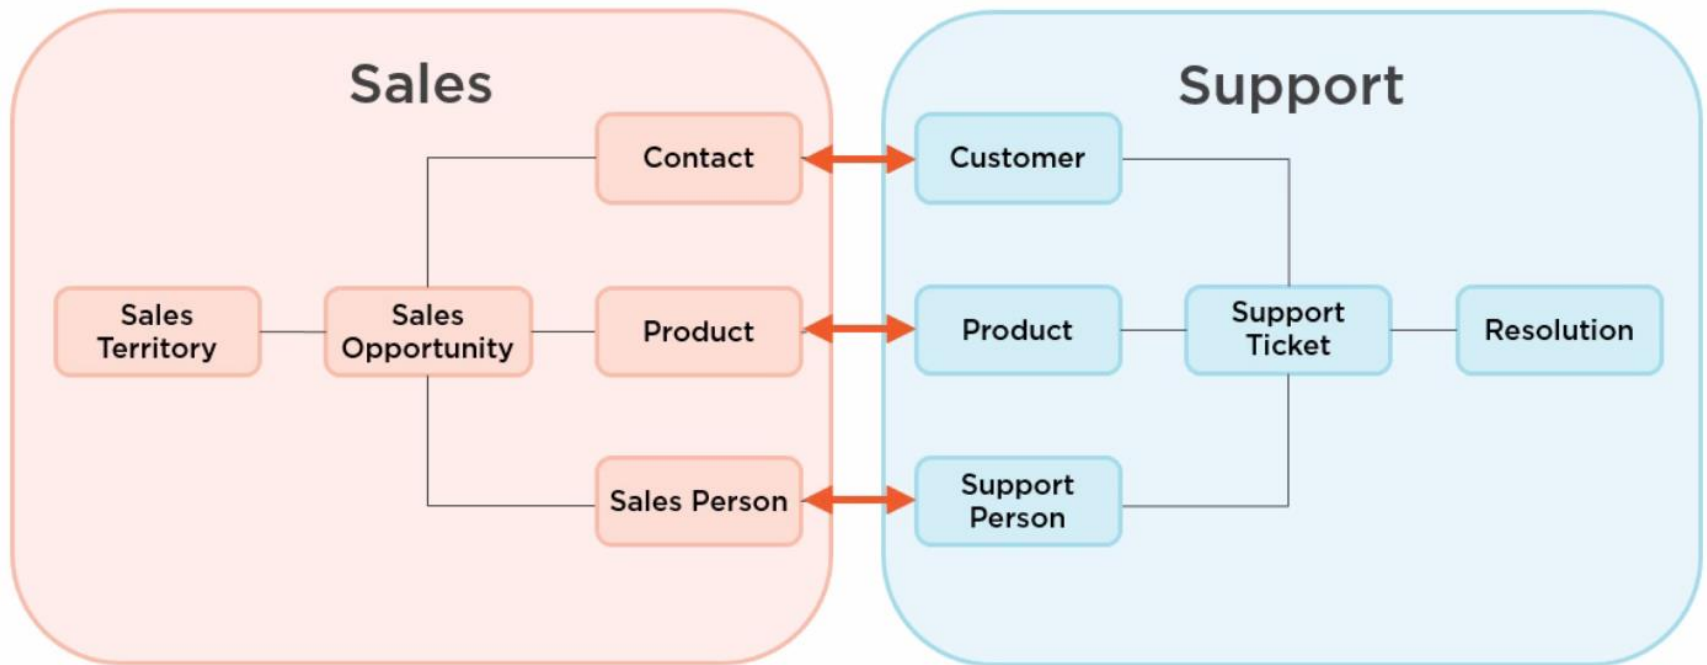 Sales
Support
Contact
Customer
Sales
Territory
Sales
Opportunity
Product
Product
Support
Ticket
Resolution
Sales Person
Support
Person